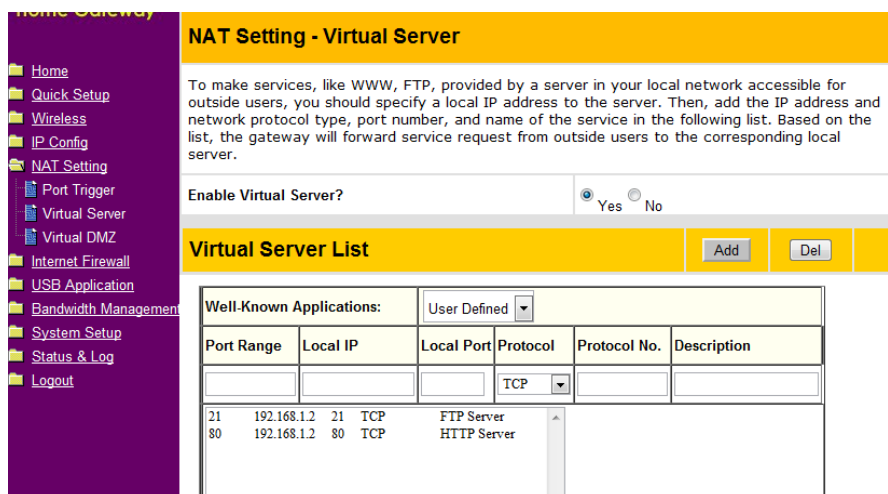 Home Gateway
NAT Setting - Virtual Server
Home
Quick Setup
Wireless
IP Config
NAT Setting
Port Trigger
Virtual Server
Virtual DMZ
Internet Firewall
USB Application
Bandwidth Management
System Setup
Status & Log
Logout
To make services, like WWW, FTP, provided by a server in your local network accessible for
outside users, you should specify a local IP address to the server. Then, add the IP address and
network protocol type, port number, and name of the service in the following list. Based on the
list, the gateway will forward service request from outside users to the corresponding local
server.
Enable Virtual Server? Yes No
Virtual Server List Add Del
Well-Known Applications: User Defined
Port Range Local IP Local Port Protocol Protocol No. Description
TCP
21 192.168.1.2 21 TCP FTP Server
80 192.168.1.2 80 TCP HTTP Server